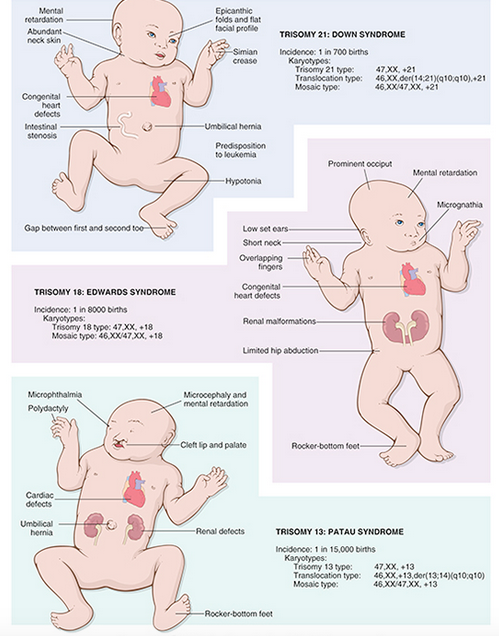 Mental
retardation
Abundant
neck skin
Epicanthic
folds and flat
facial profile
Simian
crease
Congenital
heart
defects
Intestinal
stenosis
Umbilical hernia
Predisposition
to leukemia
Hypotonia
Gap between first and second toe
TRISOMY 21: DOWN SYNDROME
Incidence: 1 in 700 births
Karyotypes:
Trisomy 21 type: 47,XX, +21
Translocation type: 46,XX,der(14;21)(q10;q10),+21
Mosaic type: 46,XX/47,XX, +21
Prominent occiput
Mental retardation
Micrognathia
Low set ears
Short neck
Overlapping
fingers
Congenital
heart defects
Renal malformations
Limited hip abduction
Rocker-bottom feet
TRISOMY 18: EDWARDS SYNDROME
Incidence: 1 in 8000 births
Karyotypes:
Trisomy 18 type: 47,XX, +18
Mosaic type: 46,XX/47,XX, +18
Microphthalmia
Polydactyly
Microcephaly and
mental retardation
Cleft lip and palate
Cardiac
defects
Umbilical
hernia
Renal defects
Rocker-bottom feet
TRISOMY 13: PATAU SYNDROME
Incidence: 1 in 15,000 births
Karyotypes:
Trisomy 13 type: 47,XX, +13
Translocation type: 46,XX,+13,der(13;14)(q10;q10)
Mosaic type: 46,XX/47,XX, +13